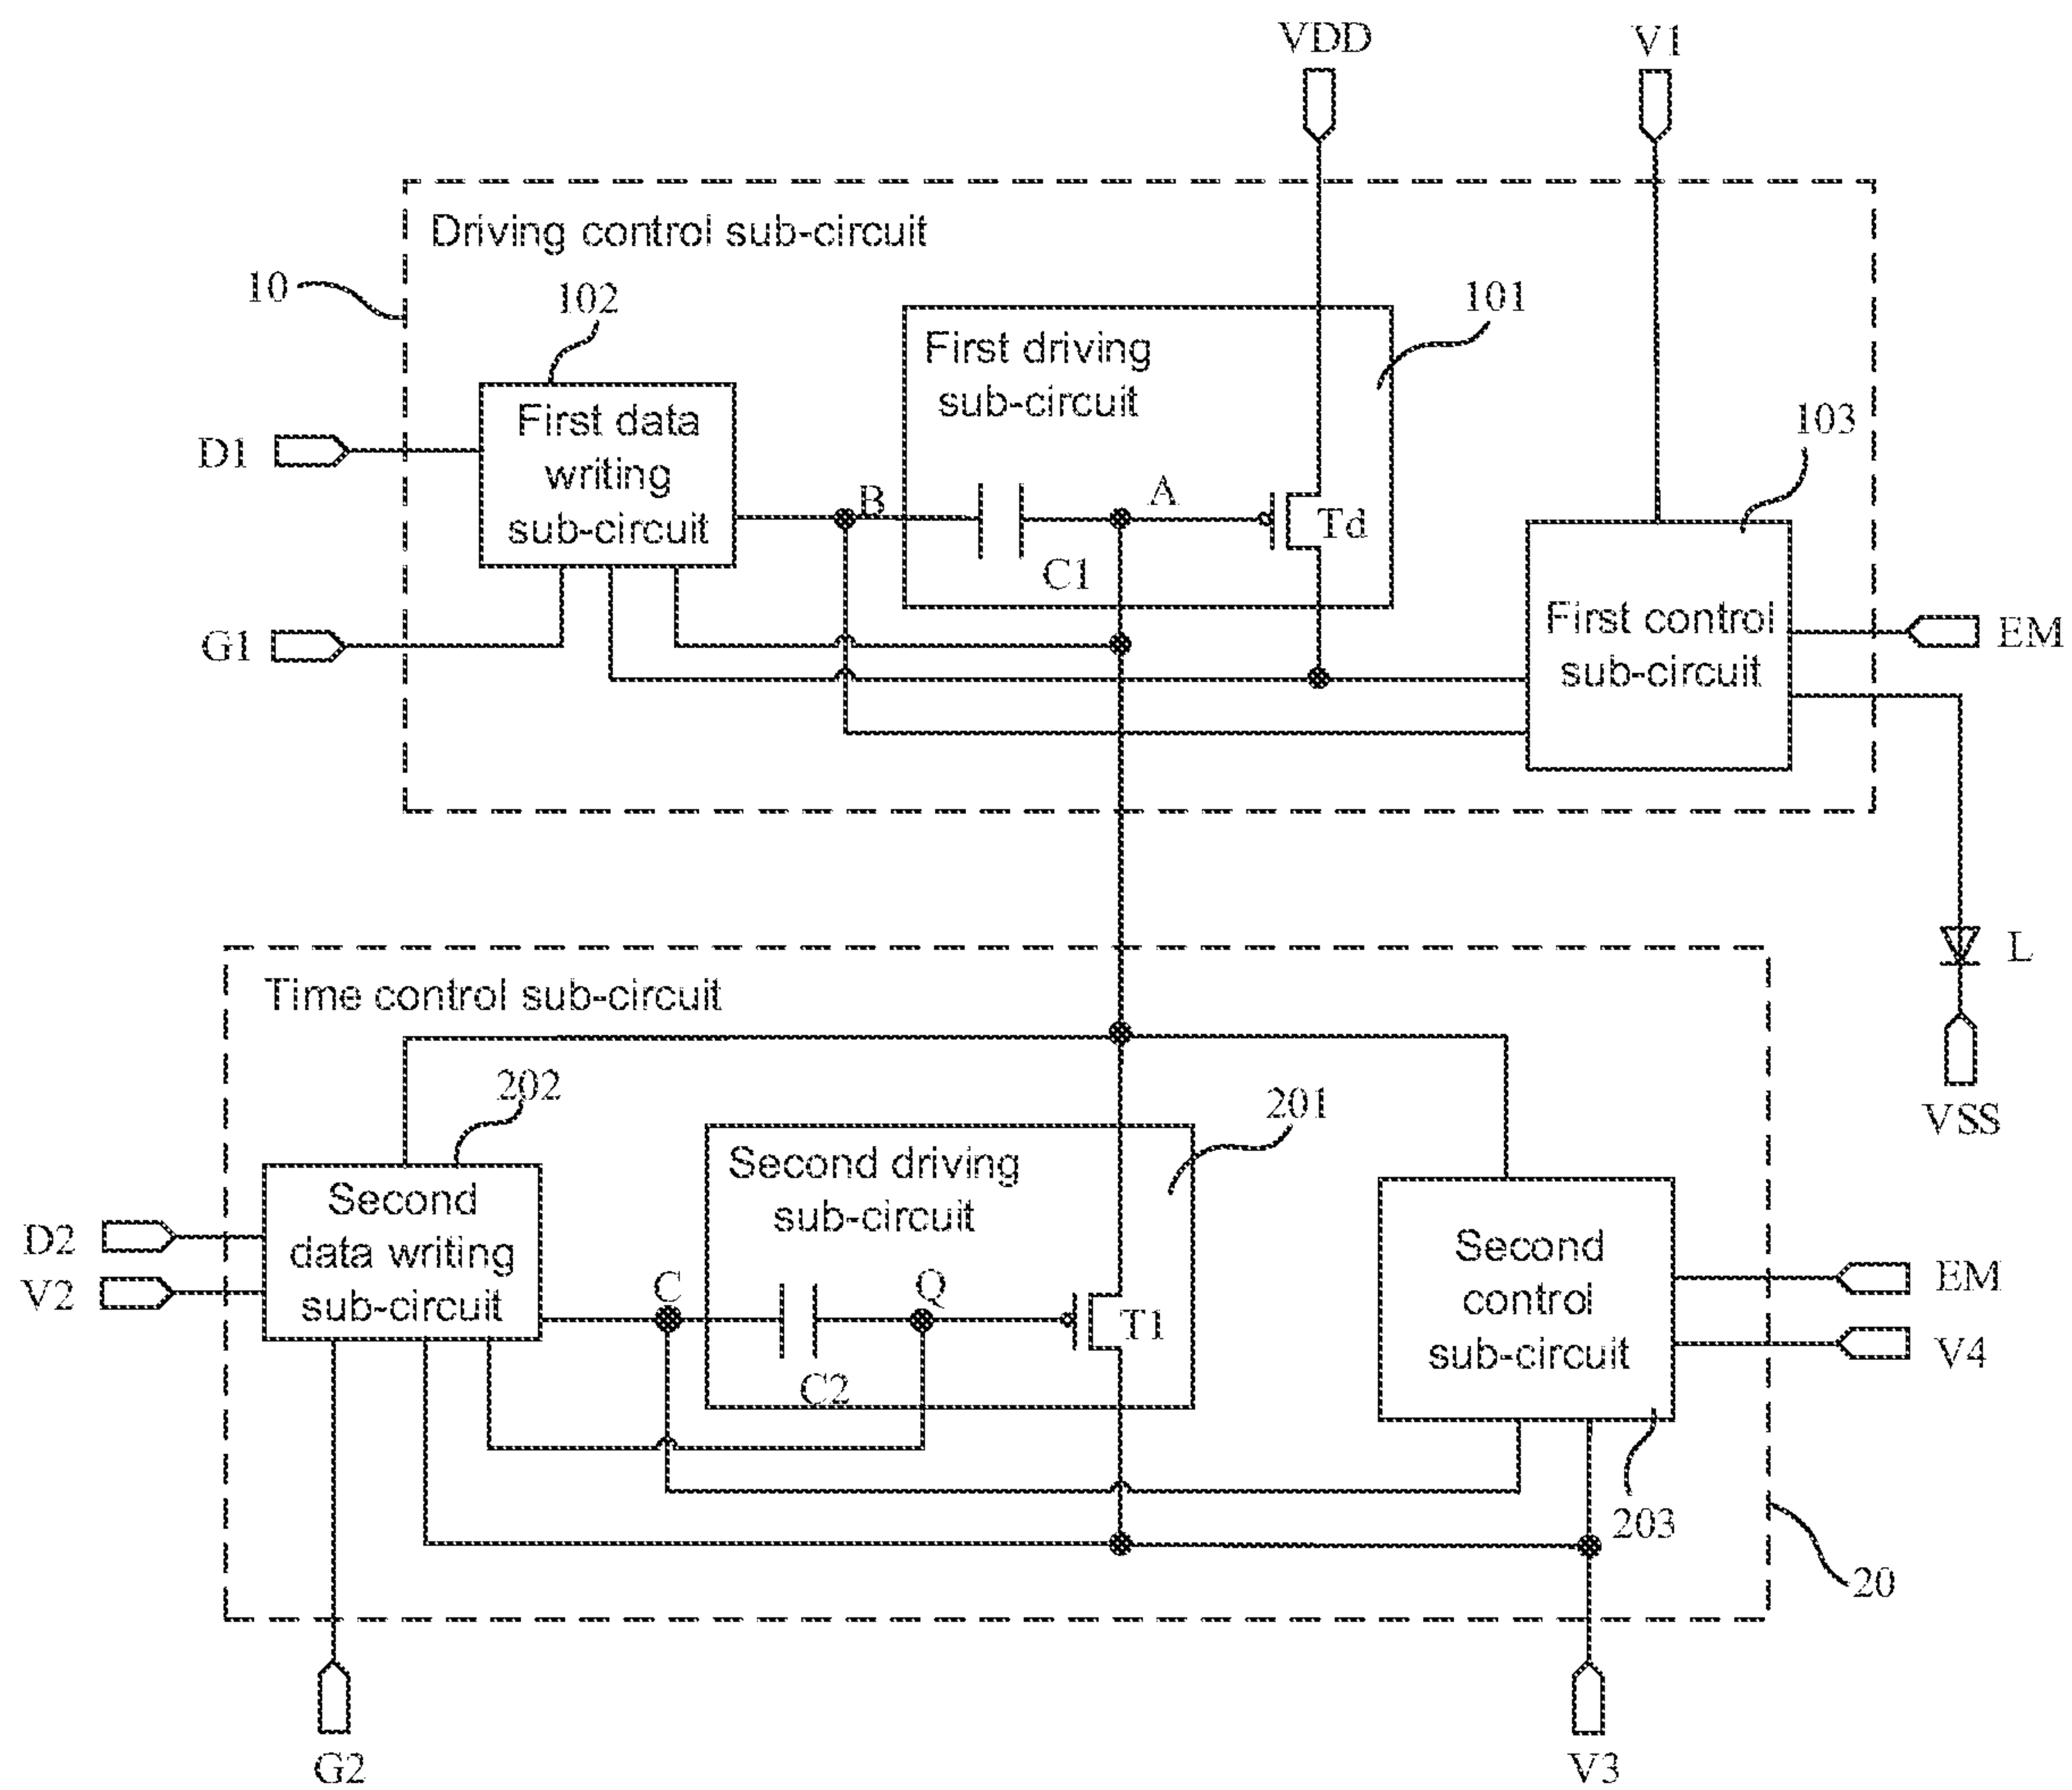 VDD
V1
Driving control sub-circuit
10
102
101
First driving
sub-circuit
First data
writing
sub-circuit
103
D1
B
A
Td
C1
First control
sub-circuit
G1
EM
L
Time control sub-circuit
202
201
VSS
Second driving
sub-circuit
Second
data writing
sub-circuit
D2
V2
C
Q
T1
C2
Second
control
sub-circuit
EM
V4
203
20
G2
V3